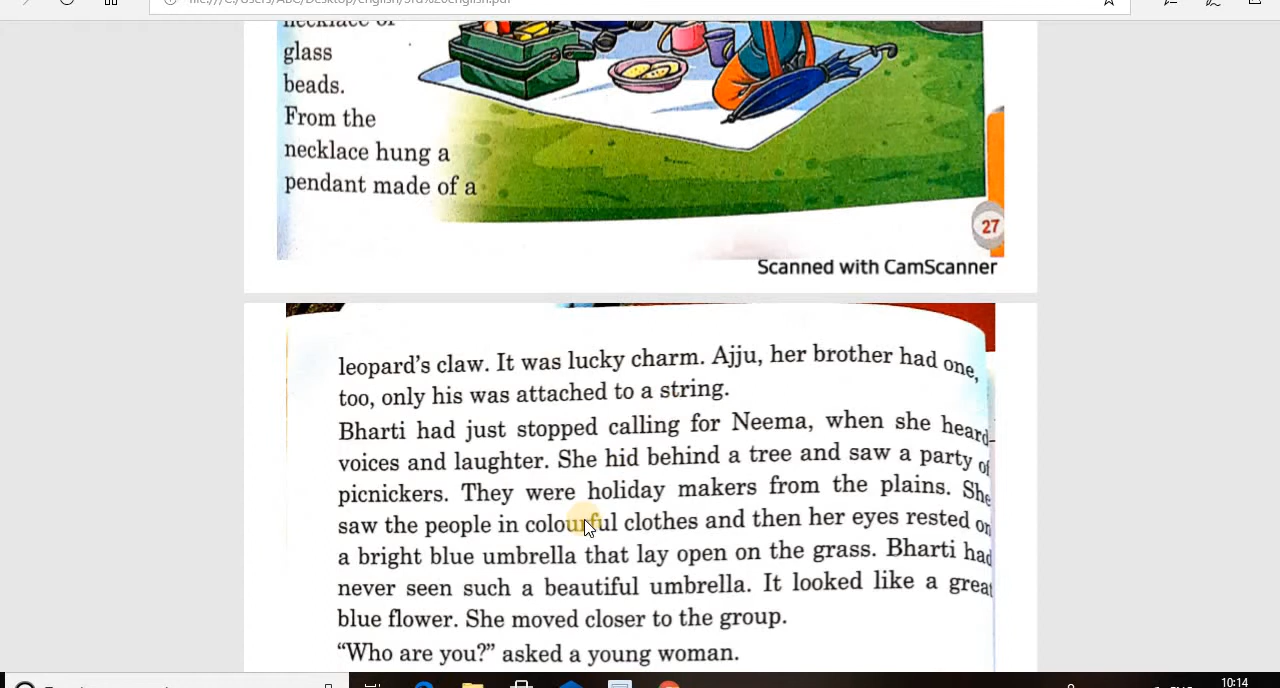 necklace of
glass
beads.
From the
necklace hung a
pendant made of a
27
Scanned with CamScanner
leopard's claw. It was lucky charm. Ajju, her brother had one,
too, only his was attached to a string.
Bharti had just stopped calling for Neema, when she heard
voices and laughter. She hid behind a tree and saw a party of
picnickers. They were holiday makers from the plains. She
saw the people in colourful clothes and then her eyes rested on
a bright blue umbrella that lay open on the grass. Bharti had
never seen such a beautiful umbrella. It looked like a great
blue flower. She moved closer to the group.
“Who are you?” asked a young woman.
10:14